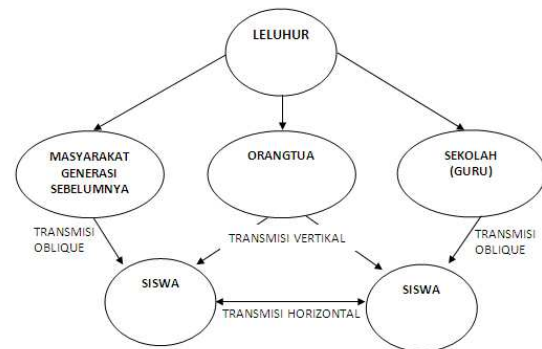 LELUHUR
MASYARAKAT
GENERASI
SEBELUMNYA
ORANGTUA
SEKOLAH
(GURU)
TRANSMISI
OBLIQUE
TRANSMISI VERTIKAL
TRANSMISI
OBLIQUE
SISWA
SISWA
TRANSMISI HORIZONTAL